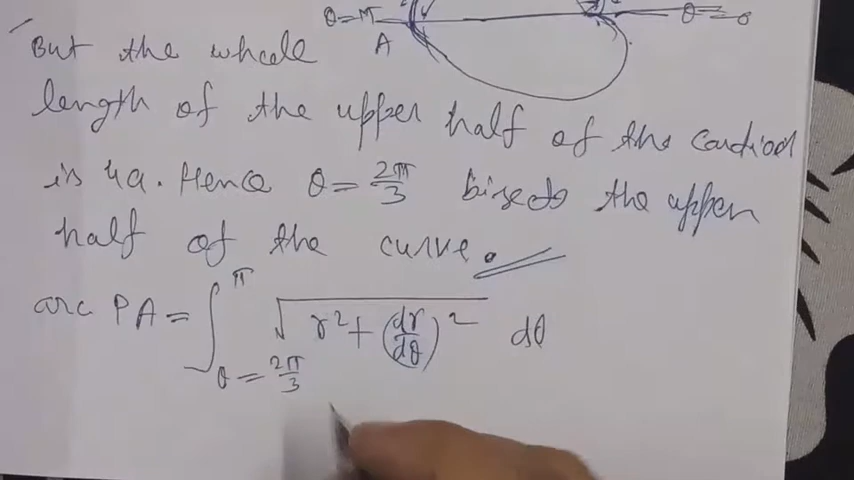 θ=π A θ=0
But the whole
length of the upper half of the cardiod
is 4a. Hence θ = 2π/3 bisects the upper
half of the curve.
arc PA = ∫_{θ=2π/3}^{π} √(r² + (dr/dθ)²) dθ